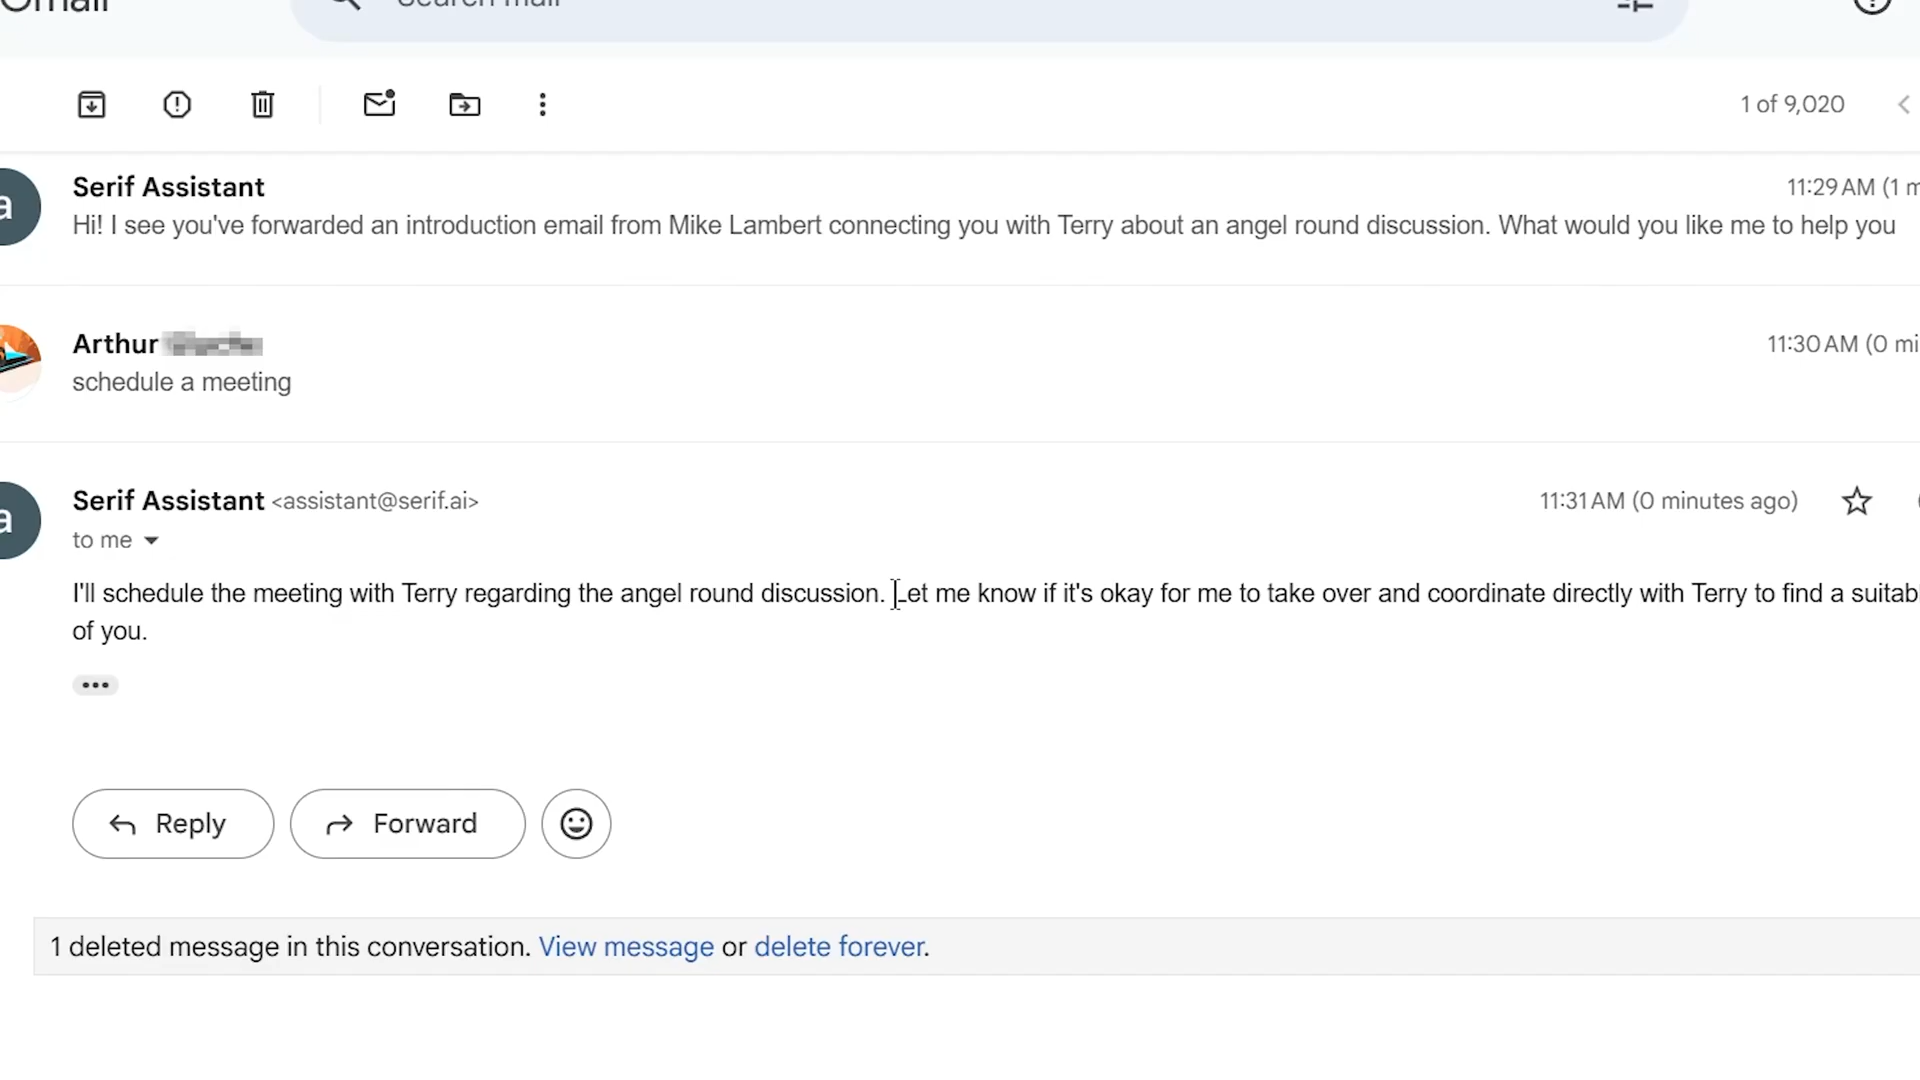 Gmail
Search mail
1 of 9,020
a
Serif Assistant
11:29 AM (1 m
Hi! I see you've forwarded an introduction email from Mike Lambert connecting you with Terry about an angel round discussion. What would you like me to help you
Arthur
11:30 AM (0 mi
schedule a meeting
a
Serif Assistant <assistant@serif.ai>
11:31 AM (0 minutes ago)
to me
I'll schedule the meeting with Terry regarding the angel round discussion. Let me know if it's okay for me to take over and coordinate directly with Terry to find a suitab
of you.
Reply
Forward
1 deleted message in this conversation. View message or delete forever.